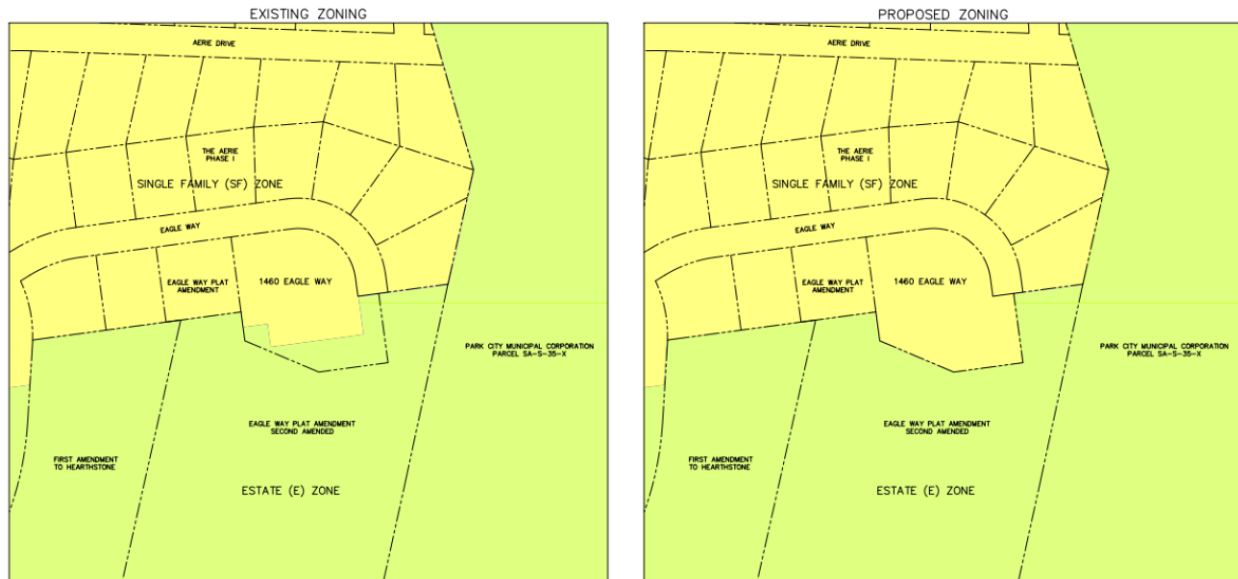 EXISTING ZONING
AERIE DRIVE
THE AERIE
PHASE I
SINGLE FAMILY (SF) ZONE
EAGLE WAY
EAGLE WAY PLAT
AMENDMENT
1460 EAGLE WAY
PARK CITY MUNICIPAL CORPORATION
PARCEL SA-S-35-X
EAGLE WAY PLAT AMENDMENT
SECOND AMENDED
FIRST AMENDMENT
TO HEARTHSTONE
ESTATE (E) ZONE
PROPOSED ZONING
AERIE DRIVE
THE AERIE
PHASE I
SINGLE FAMILY (SF) ZONE
EAGLE WAY
EAGLE WAY PLAT
AMENDMENT
1460 EAGLE WAY
PARK CITY MUNICIPAL CORPORATION
PARCEL SA-S-35-X
EAGLE WAY PLAT AMENDMENT
SECOND AMENDED
FIRST AMENDMENT
TO HEARTHSTONE
ESTATE (E) ZONE